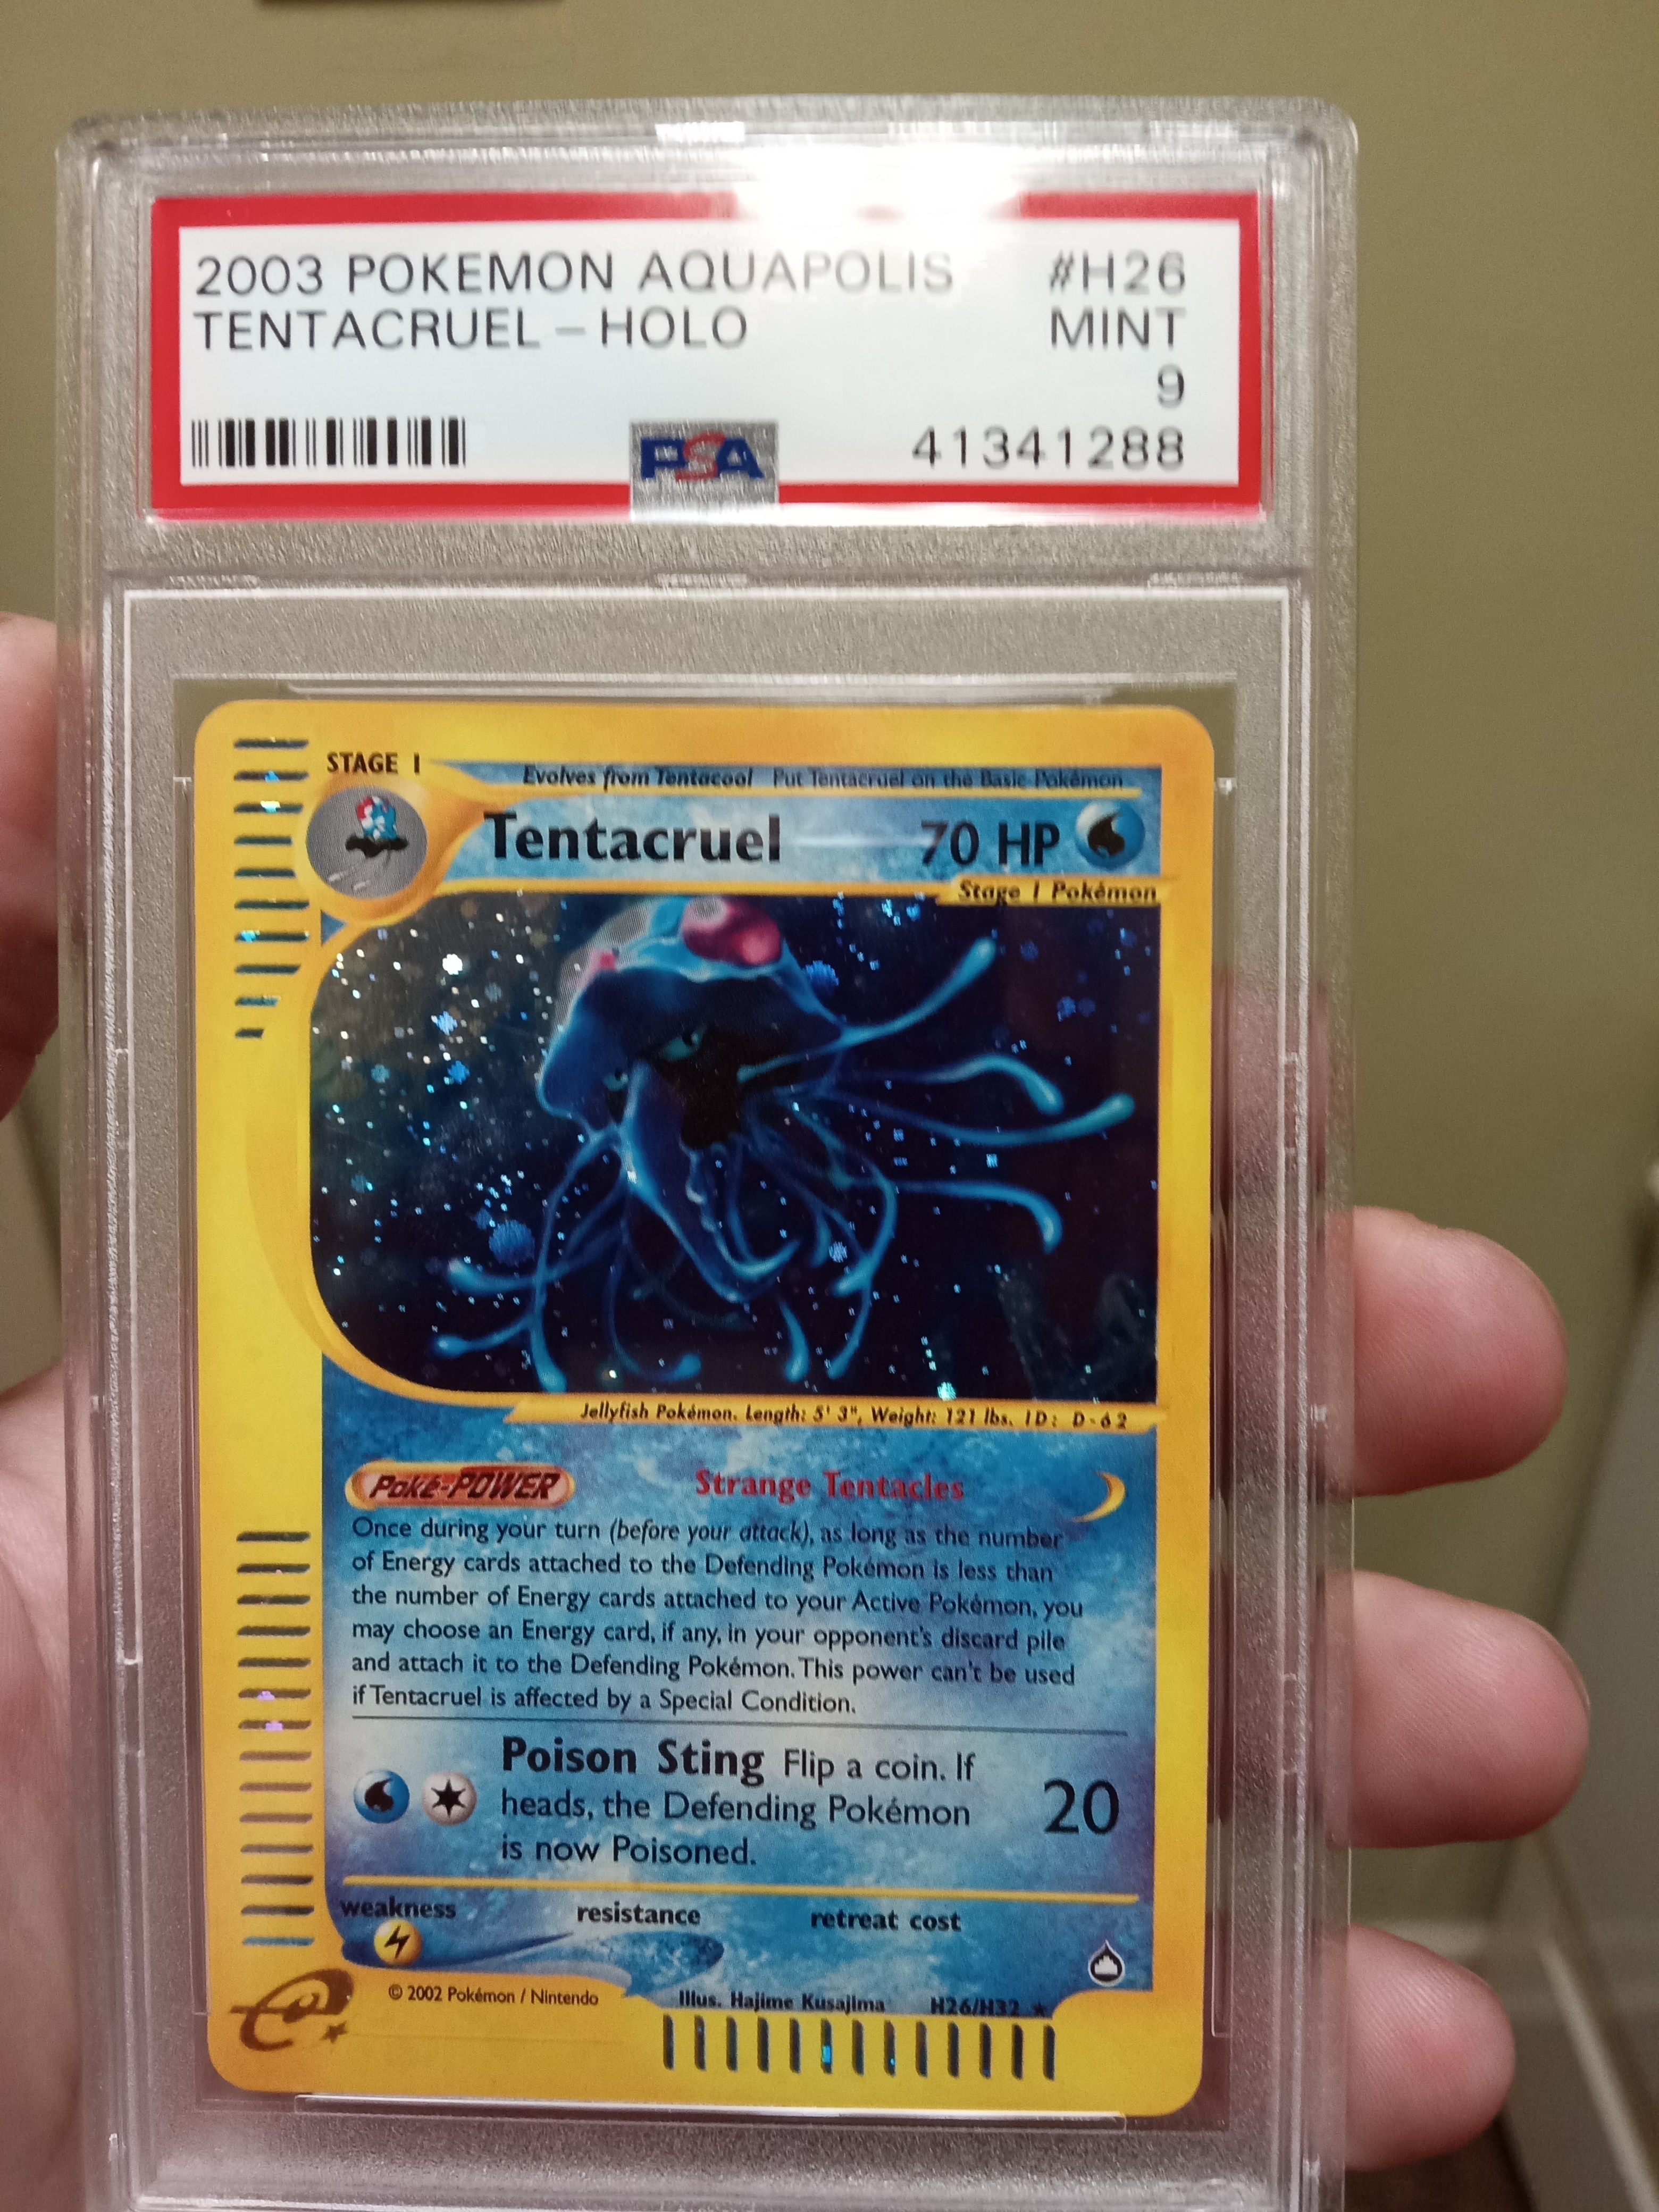 2003 POKEMON AQUAPOLIS #H26
TENTACRUEL - HOLO MINT
9
PSA 41341288
STAGE 1 Evolves from Tentacool Put Tentacruel on the Basic Pokémon
Tentacruel 70 HP
Stage 1 Pokémon
Jellyfish Pokémon. Length: 5' 3", Weight: 121 lbs. ID: D-62
Poké-POWER Strange Tentacles
Once during your turn (before your attack), as long as the number
of Energy cards attached to the Defending Pokémon is less than
the number of Energy cards attached to your Active Pokémon, you
may choose an Energy card, if any, in your opponent's discard pile
and attach it to the Defending Pokémon. This power can't be used
if Tentacruel is affected by a Special Condition.
Poison Sting Flip a coin. If
heads, the Defending Pokémon 20
is now Poisoned.
weakness resistance retreat cost
e © 2002 Pokémon / Nintendo Illus. Hajime Kusajima H26/H32 ★